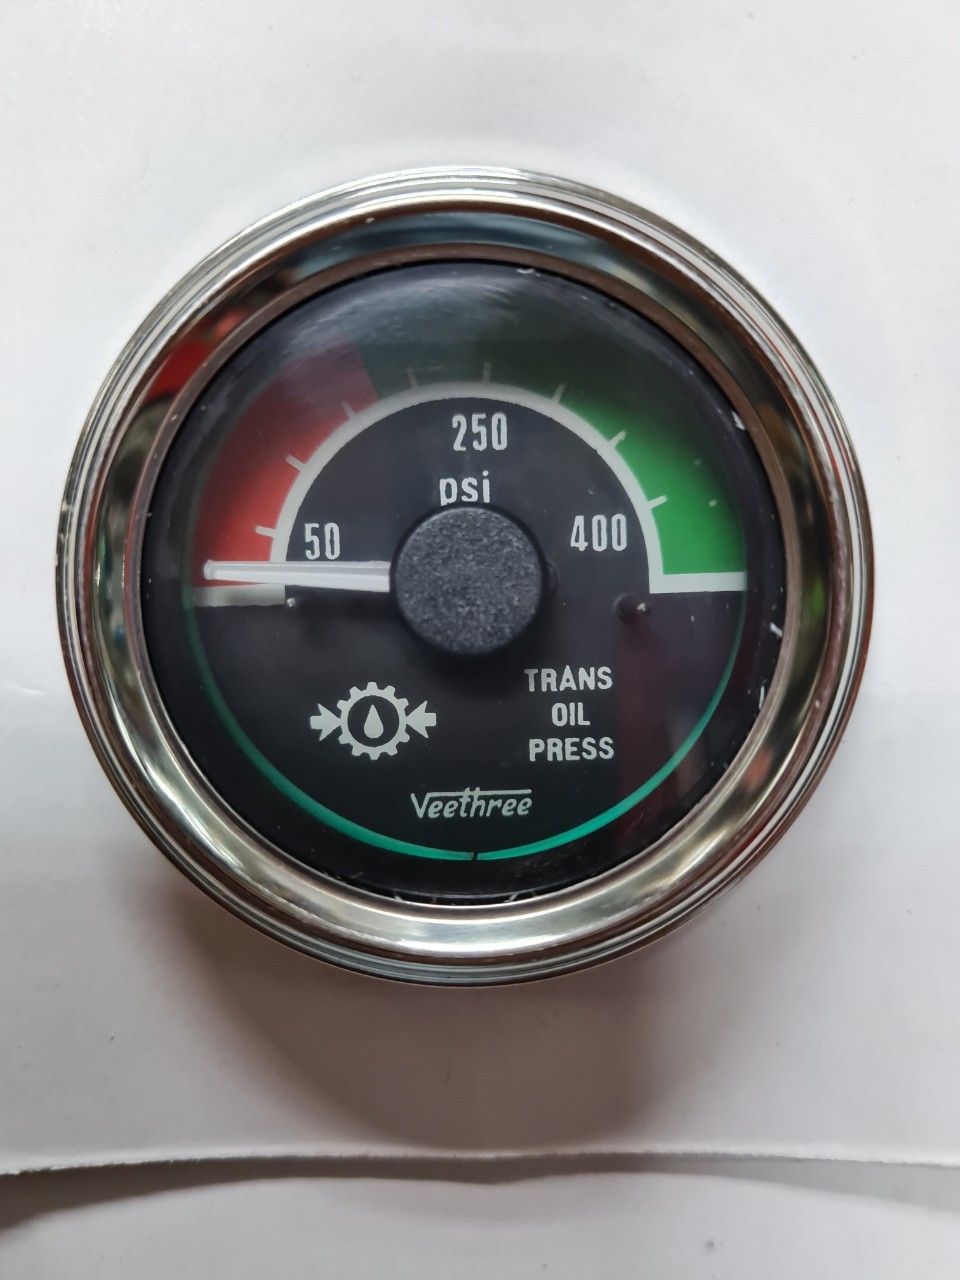 250
psi
50
400
TRANS
OIL
PRESS
Veethree